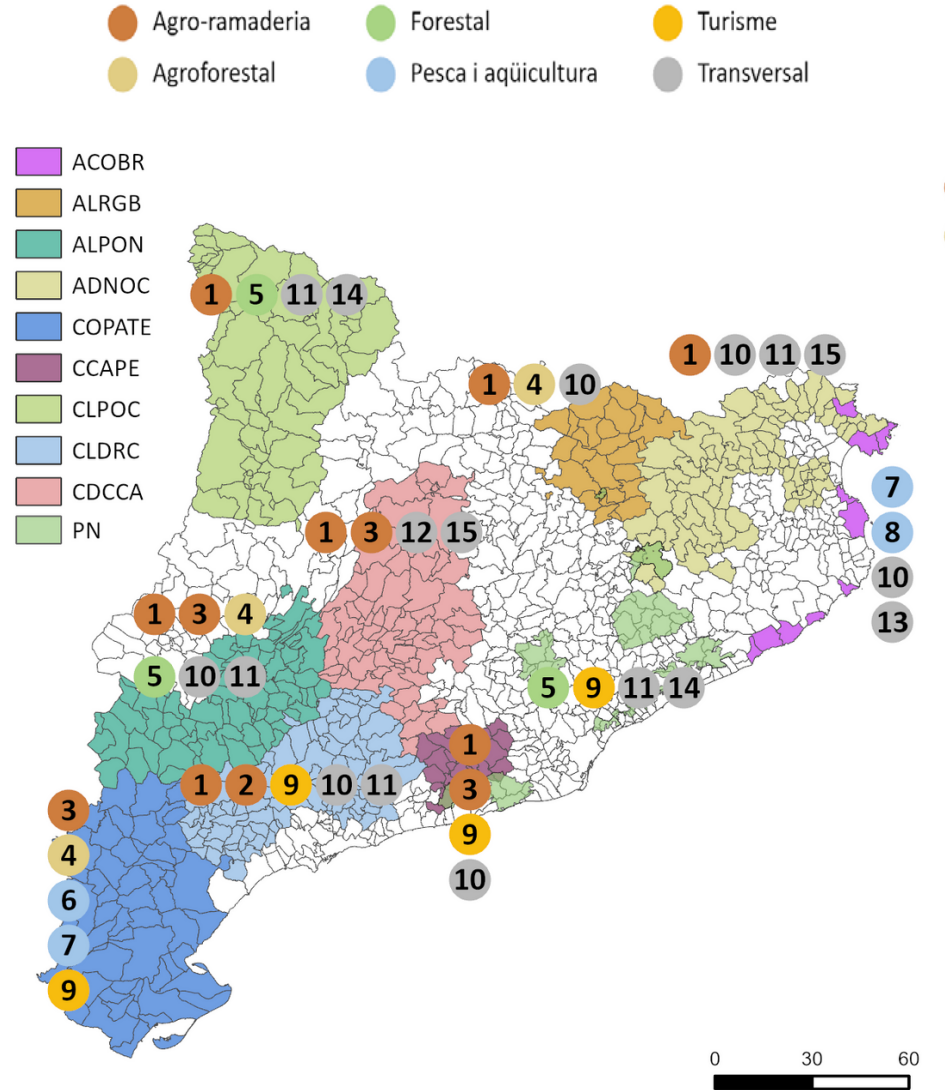 Agro-ramaderia Forestal Turisme
Agroforestal Pesca i aqüicultura Transversal
ACOBR
ALRGB
ALPON
ADNOC
COPATE
CCAPE
CLPOC
CLDRC
CDCCA
PN
1 5 11 14
1 10 11 15
1 4 10
7
8
10
13
1 3 12 15
1 3 4
5 10 11
5 9 11 14
1
3
9
10
1 2 9 10 11
3
4
6
7
9
0 30 60